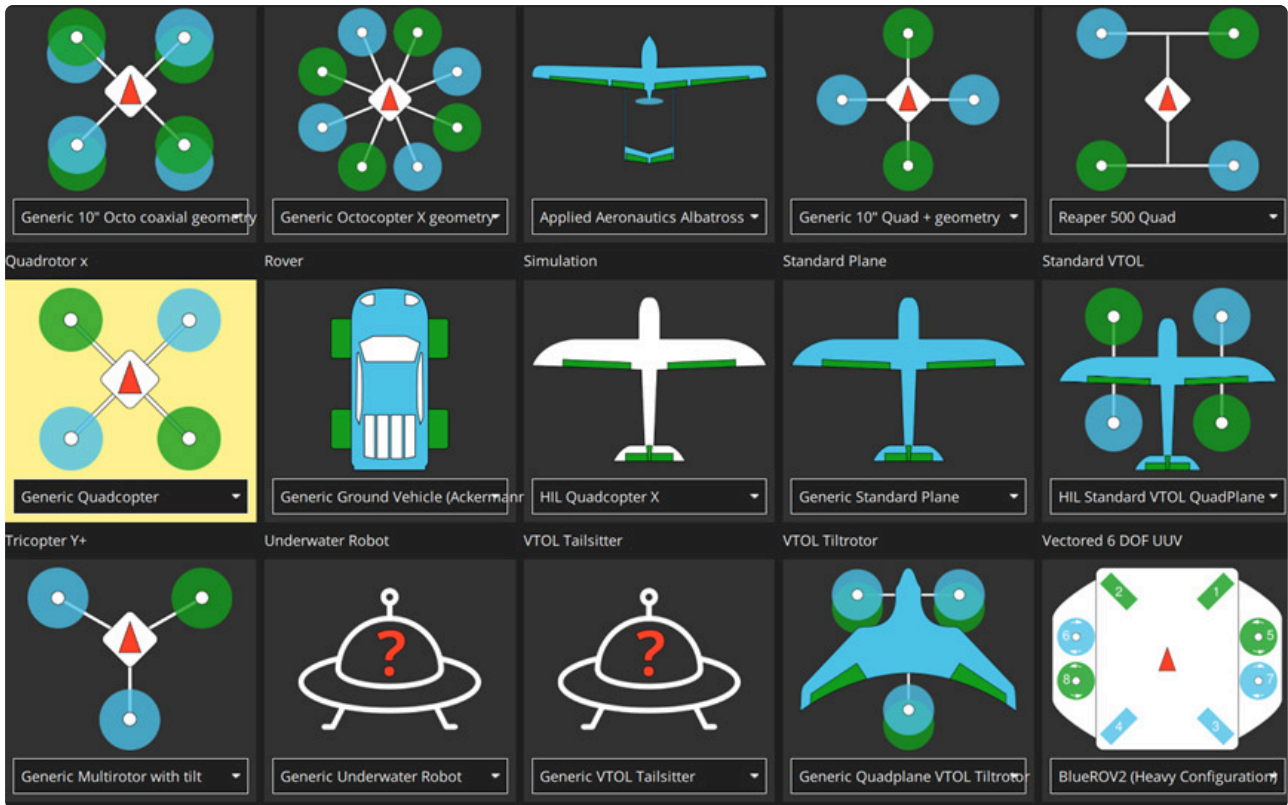 Generic 10" Octo coaxial geometry
Generic Octocopter X geometry
Applied Aeronautics Albatross
Generic 10" Quad + geometry
Reaper 500 Quad
Quadrotor x
Rover
Simulation
Standard Plane
Standard VTOL
Generic Quadcopter
Generic Ground Vehicle (Ackermann
HIL Quadcopter X
Generic Standard Plane
HIL Standard VTOL QuadPlane
Tricopter Y+
Underwater Robot
VTOL Tailsitter
VTOL Tiltrotor
Vectored 6 DOF UUV
?
?
2
1
6
5
8
7
4
3
Generic Multirotor with tilt
Generic Underwater Robot
Generic VTOL Tailsitter
Generic Quadplane VTOL Tiltrotor
BlueROV2 (Heavy Configuration)